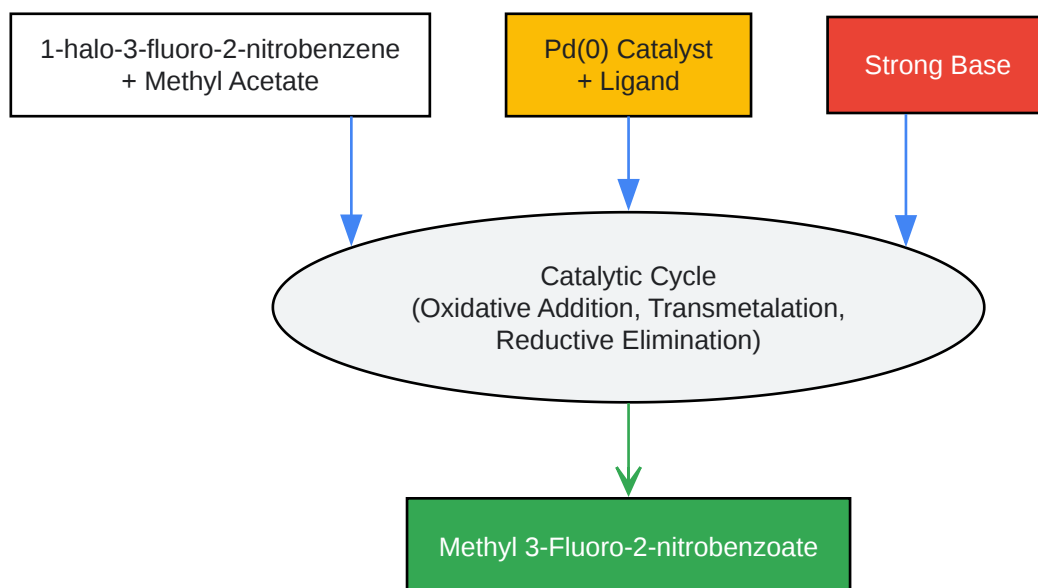 1-halo-3-fluoro-2-nitrobenzene
+ Methyl Acetate
Pd(0) Catalyst
+ Ligand
Strong Base
Catalytic Cycle
(Oxidative Addition, Transmetalation,
Reductive Elimination)
Methyl 3-Fluoro-2-nitrobenzoate